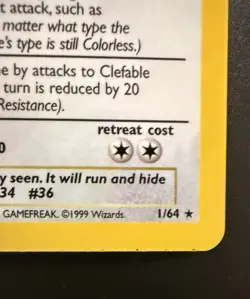 t attack, such as
matter what type the
e's type is still Colorless.)
e by attacks to Clefable
turn is reduced by 20
Resistance).
retreat cost
0
y seen. It will run and hide
34 #36
GAMEFREAK. ©1999 Wizards. 1/64 ★